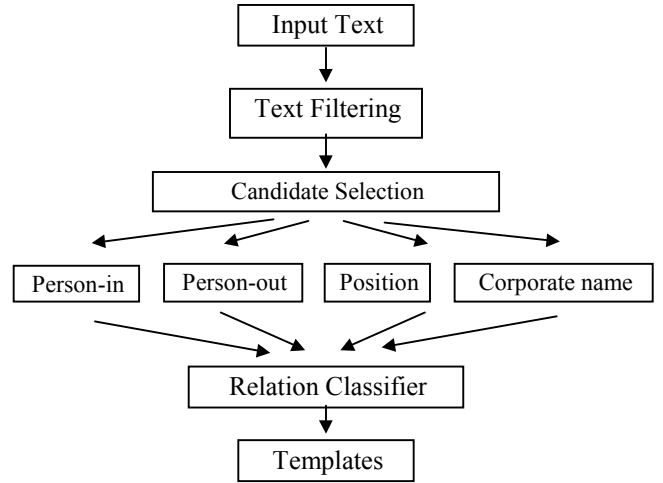 Input Text
Text Filtering
Candidate Selection
Person-in
Person-out
Position
Corporate name
Relation Classifier
Templates